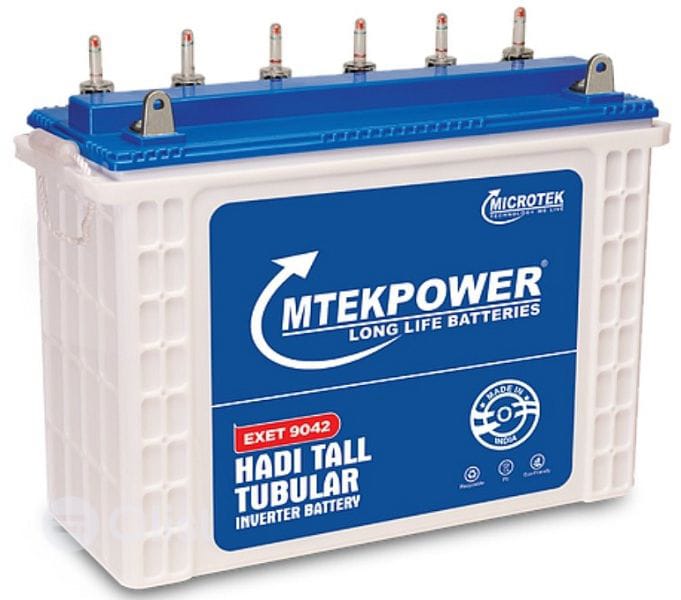 MICROTEK
TECHNOLOGY WE LIVE
MTEKPOWER®
LONG LIFE BATTERIES
EXET 9042
MADE IN
INDIA
HADI TALL
TUBULAR
INVERTER BATTERY
Recyclable
Eco-Friendly